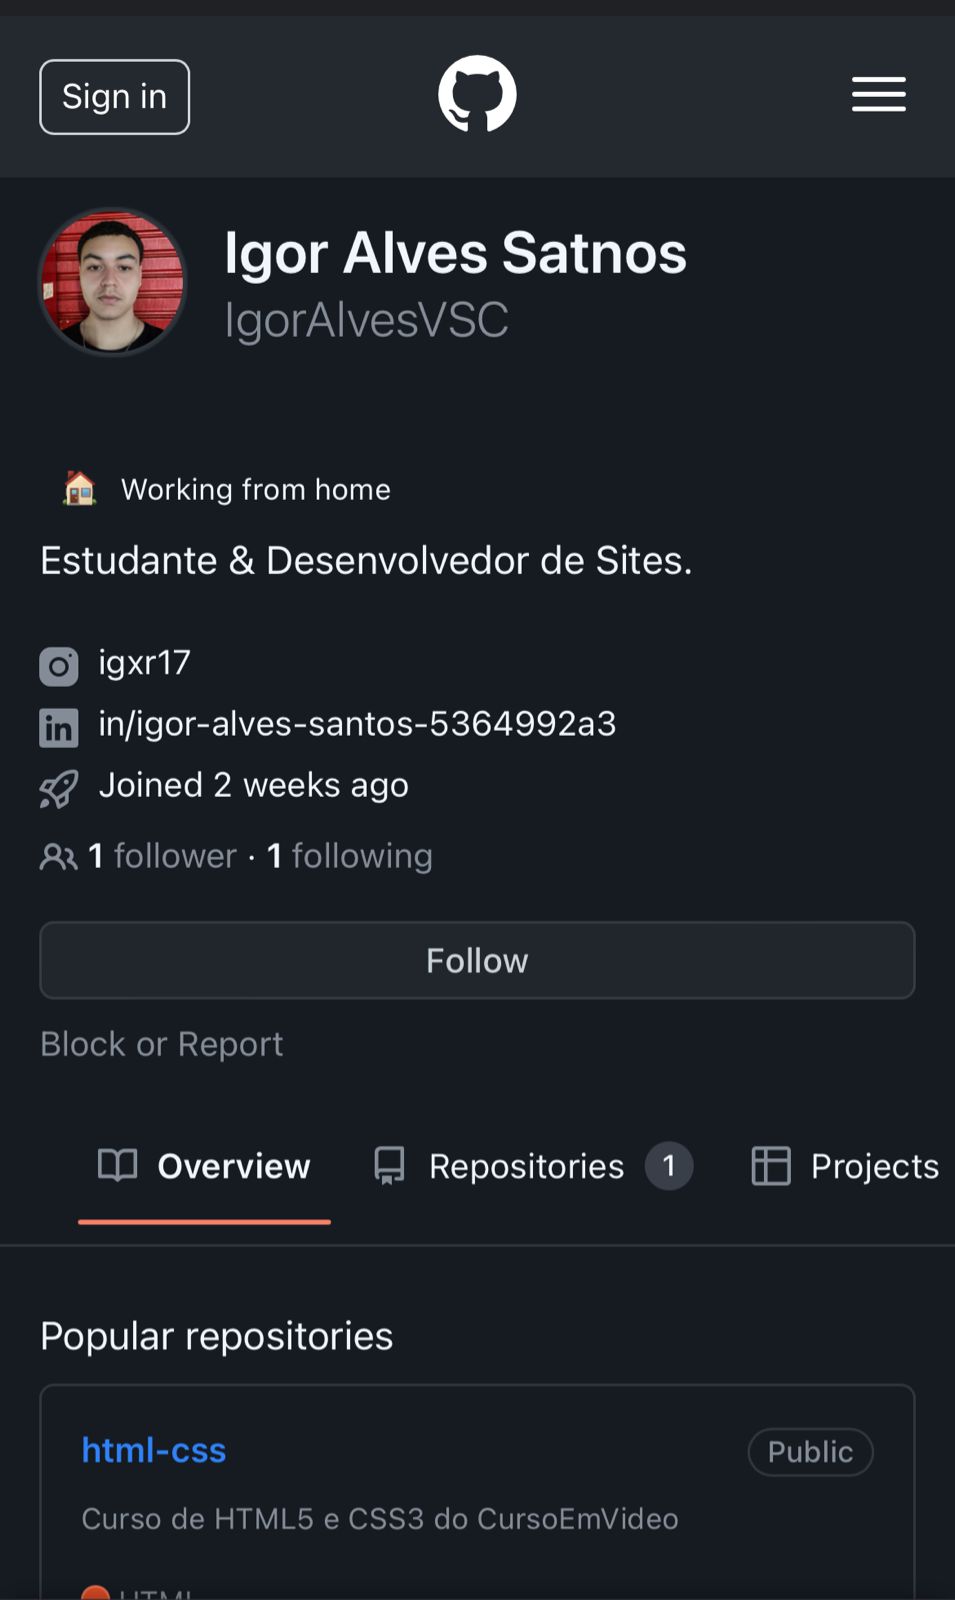 Sign in
Igor Alves Satnos
IgorAlvesVSC
Working from home
Estudante & Desenvolvedor de Sites.
igxr17
in/igor-alves-santos-5364992a3
Joined 2 weeks ago
1 follower · 1 following
Follow
Block or Report
Overview Repositories 1 Projects
Popular repositories
html-css Public
Curso de HTML5 e CSS3 do CursoEmVideo
HTML